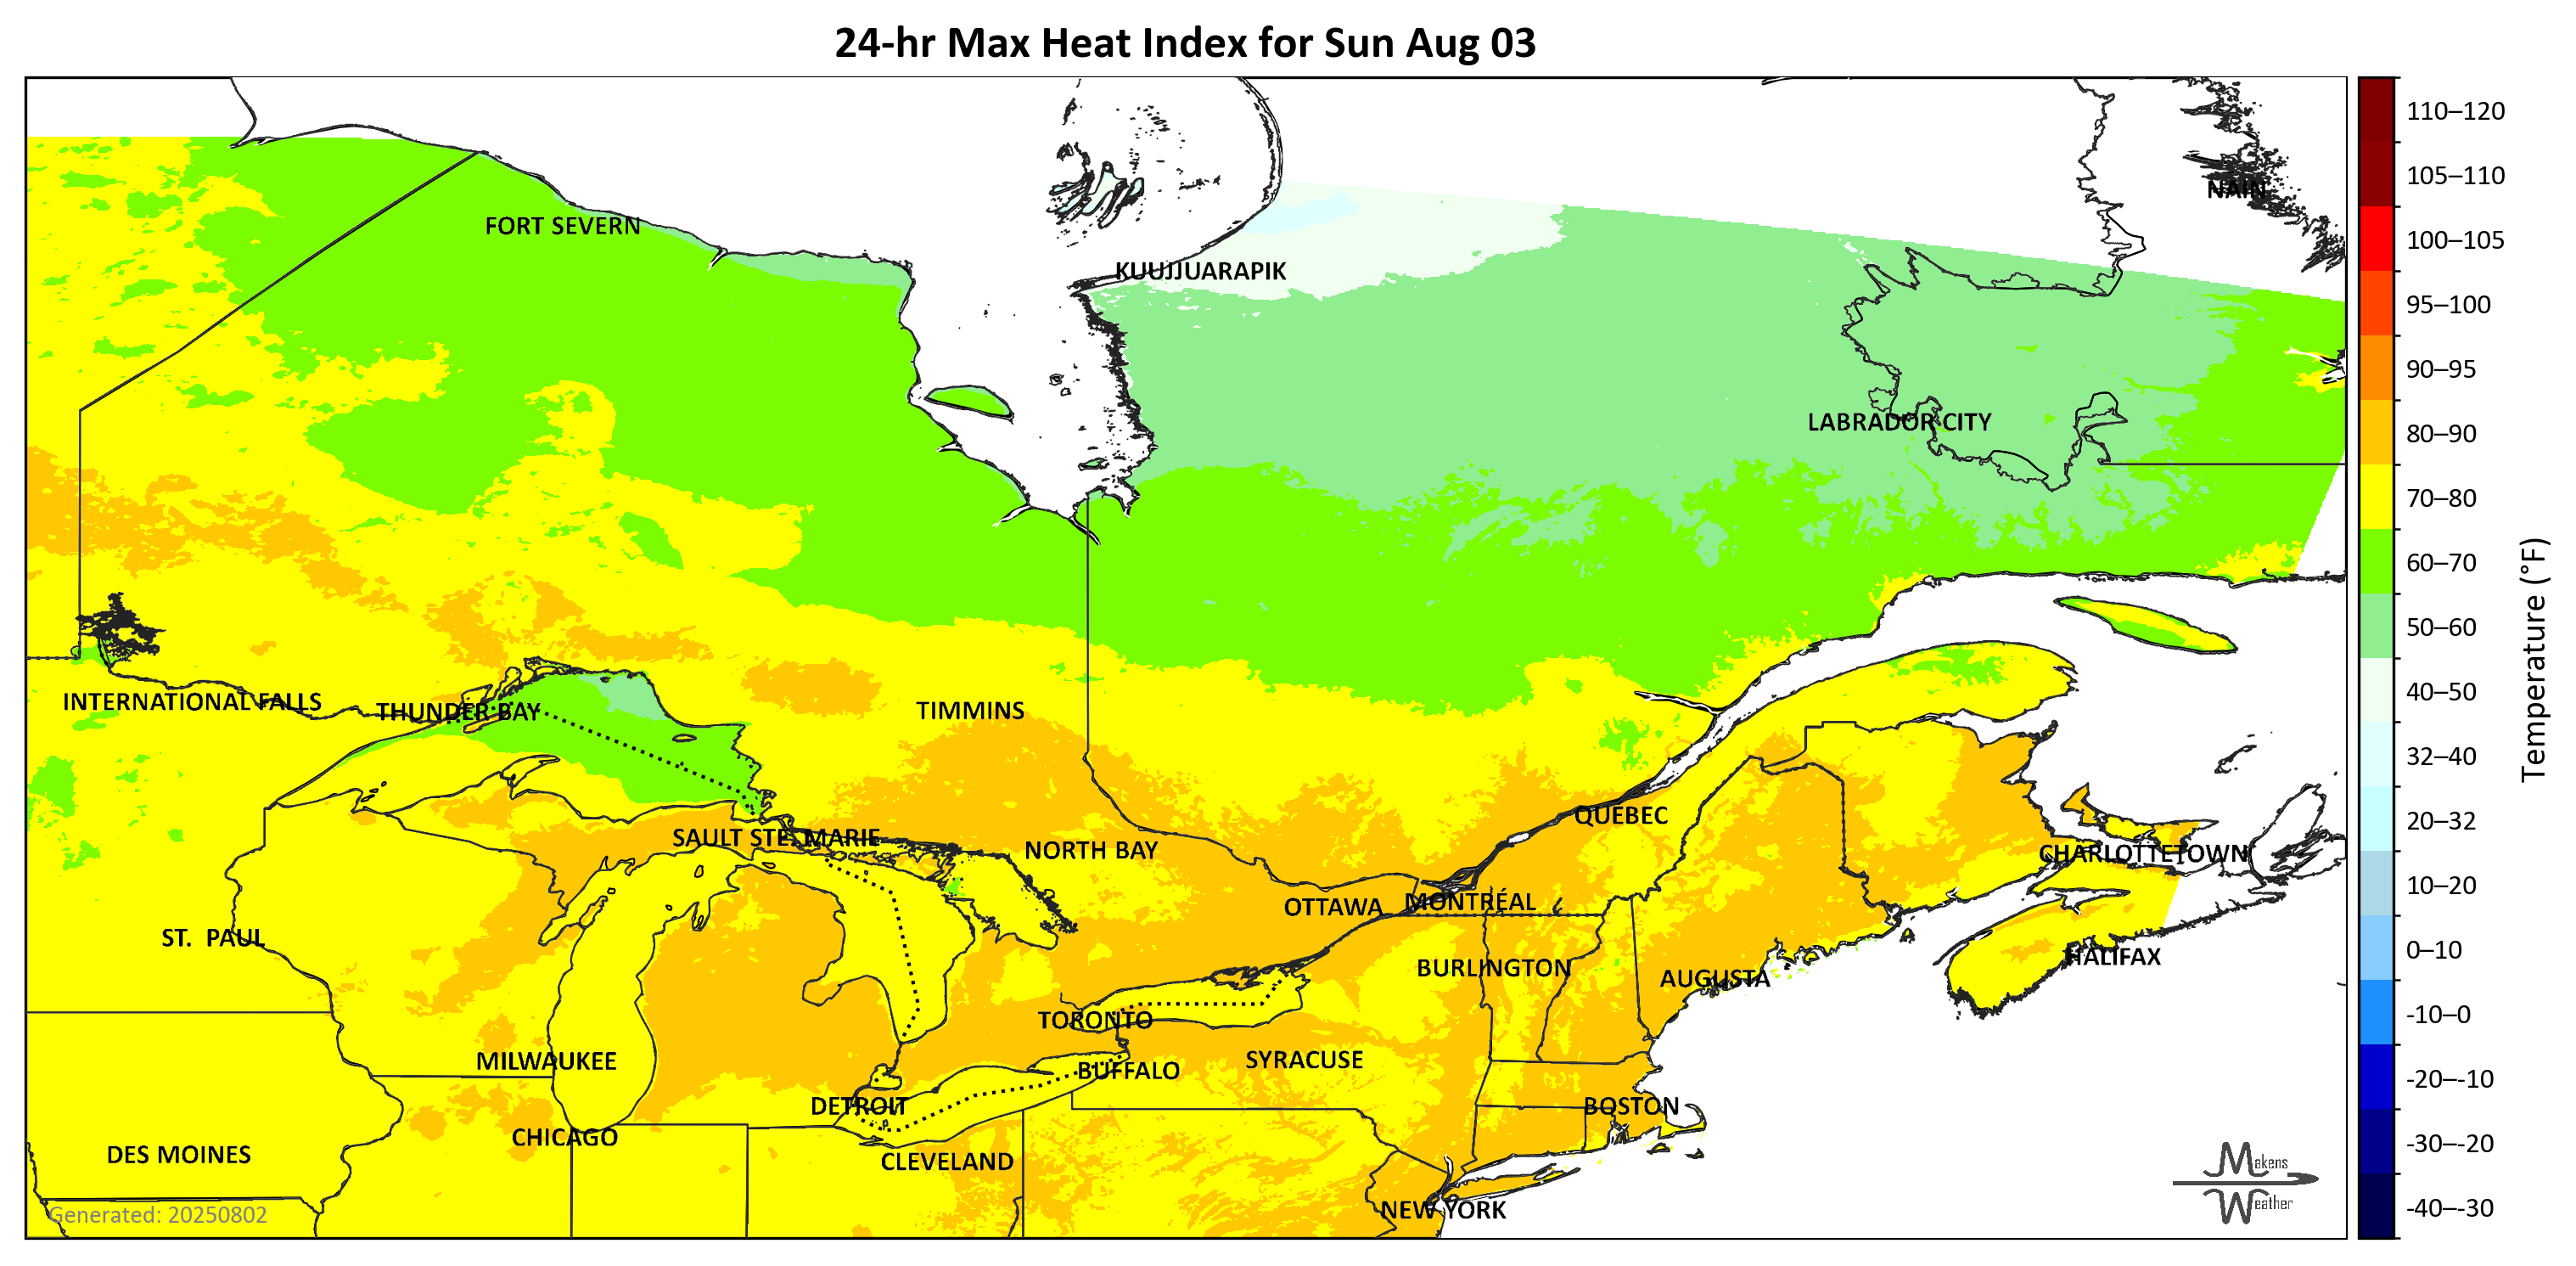 24-hr Max Heat Index for Sun Aug 03
NAIN
FORT SEVERN
KUUJJUARAPIK
LABRADOR CITY
INTERNATIONAL FALLS
THUNDER BAY
TIMMINS
QUEBEC
SAULT STE. MARIE
NORTH BAY
CHARLOTTETOWN
OTTAWA
MONTRÉAL
ST. PAUL
HALIFAX
BURLINGTON
AUGUSTA
TORONTO
MILWAUKEE
BUFFALO
SYRACUSE
DETROIT
BOSTON
CHICAGO
DES MOINES
CLEVELAND
NEW YORK
Generated: 20250802
Makens
Weather
110–120
105–110
100–105
95–100
90–95
80–90
70–80
60–70
50–60
40–50
32–40
20–32
10–20
0–10
-10–0
-20–-10
-30–-20
-40–-30
Temperature (°F)